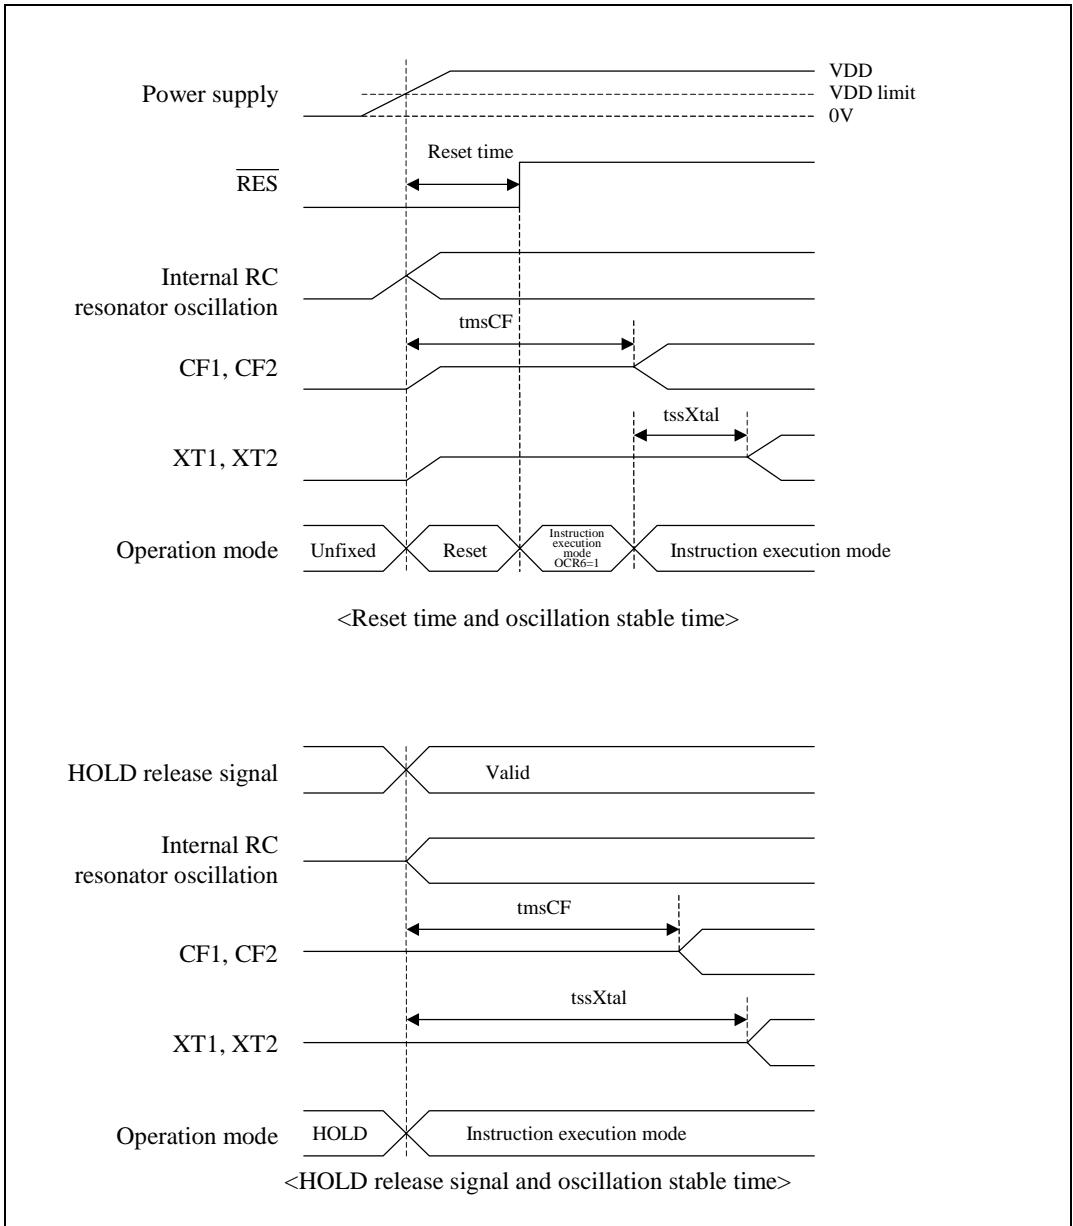 VDD
Power supply
VDD limit
0V
Reset time
RES
Internal RC
resonator oscillation
tmsCF
CF1, CF2
tssXtal
XT1, XT2
Operation mode
Unfixed
Reset
Instruction
execution
mode
OCR6=1
Instruction execution mode
<Reset time and oscillation stable time>
HOLD release signal
Valid
Internal RC
resonator oscillation
tmsCF
CF1, CF2
tssXtal
XT1, XT2
Operation mode
HOLD
Instruction execution mode
<HOLD release signal and oscillation stable time>